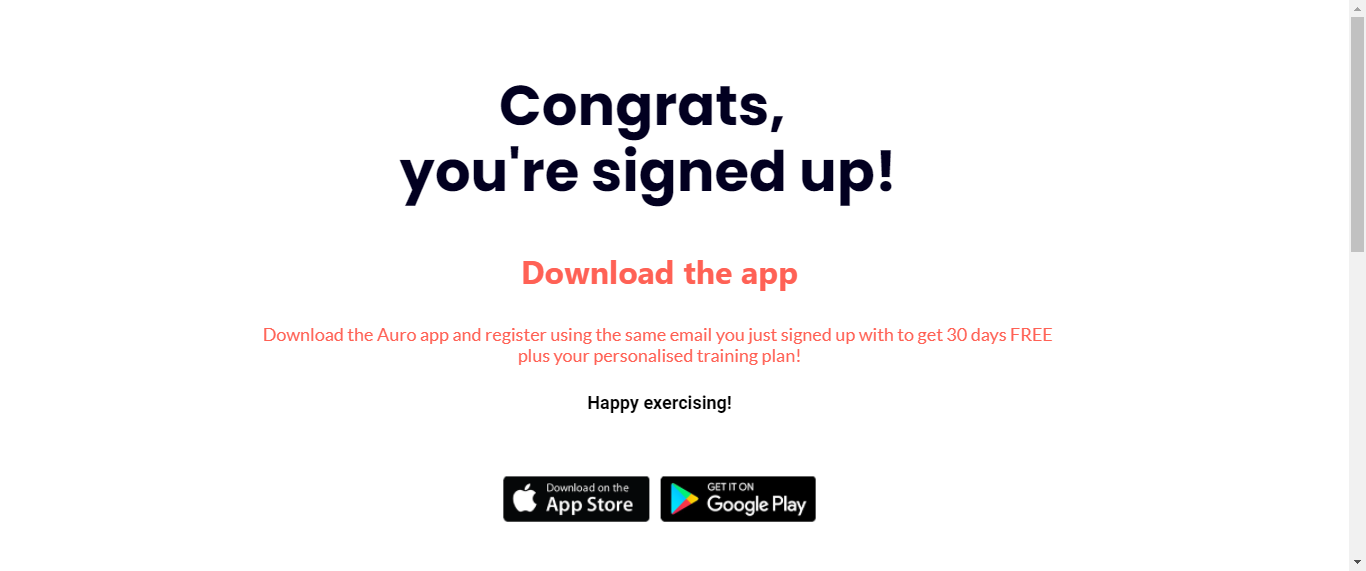 Congrats,
you're signed up!
Download the app
Download the Auro app and register using the same email you just signed up with to get 30 days FREE
plus your personalised training plan!
Happy exercising!
Download on the
App Store
GET IT ON
Google Play